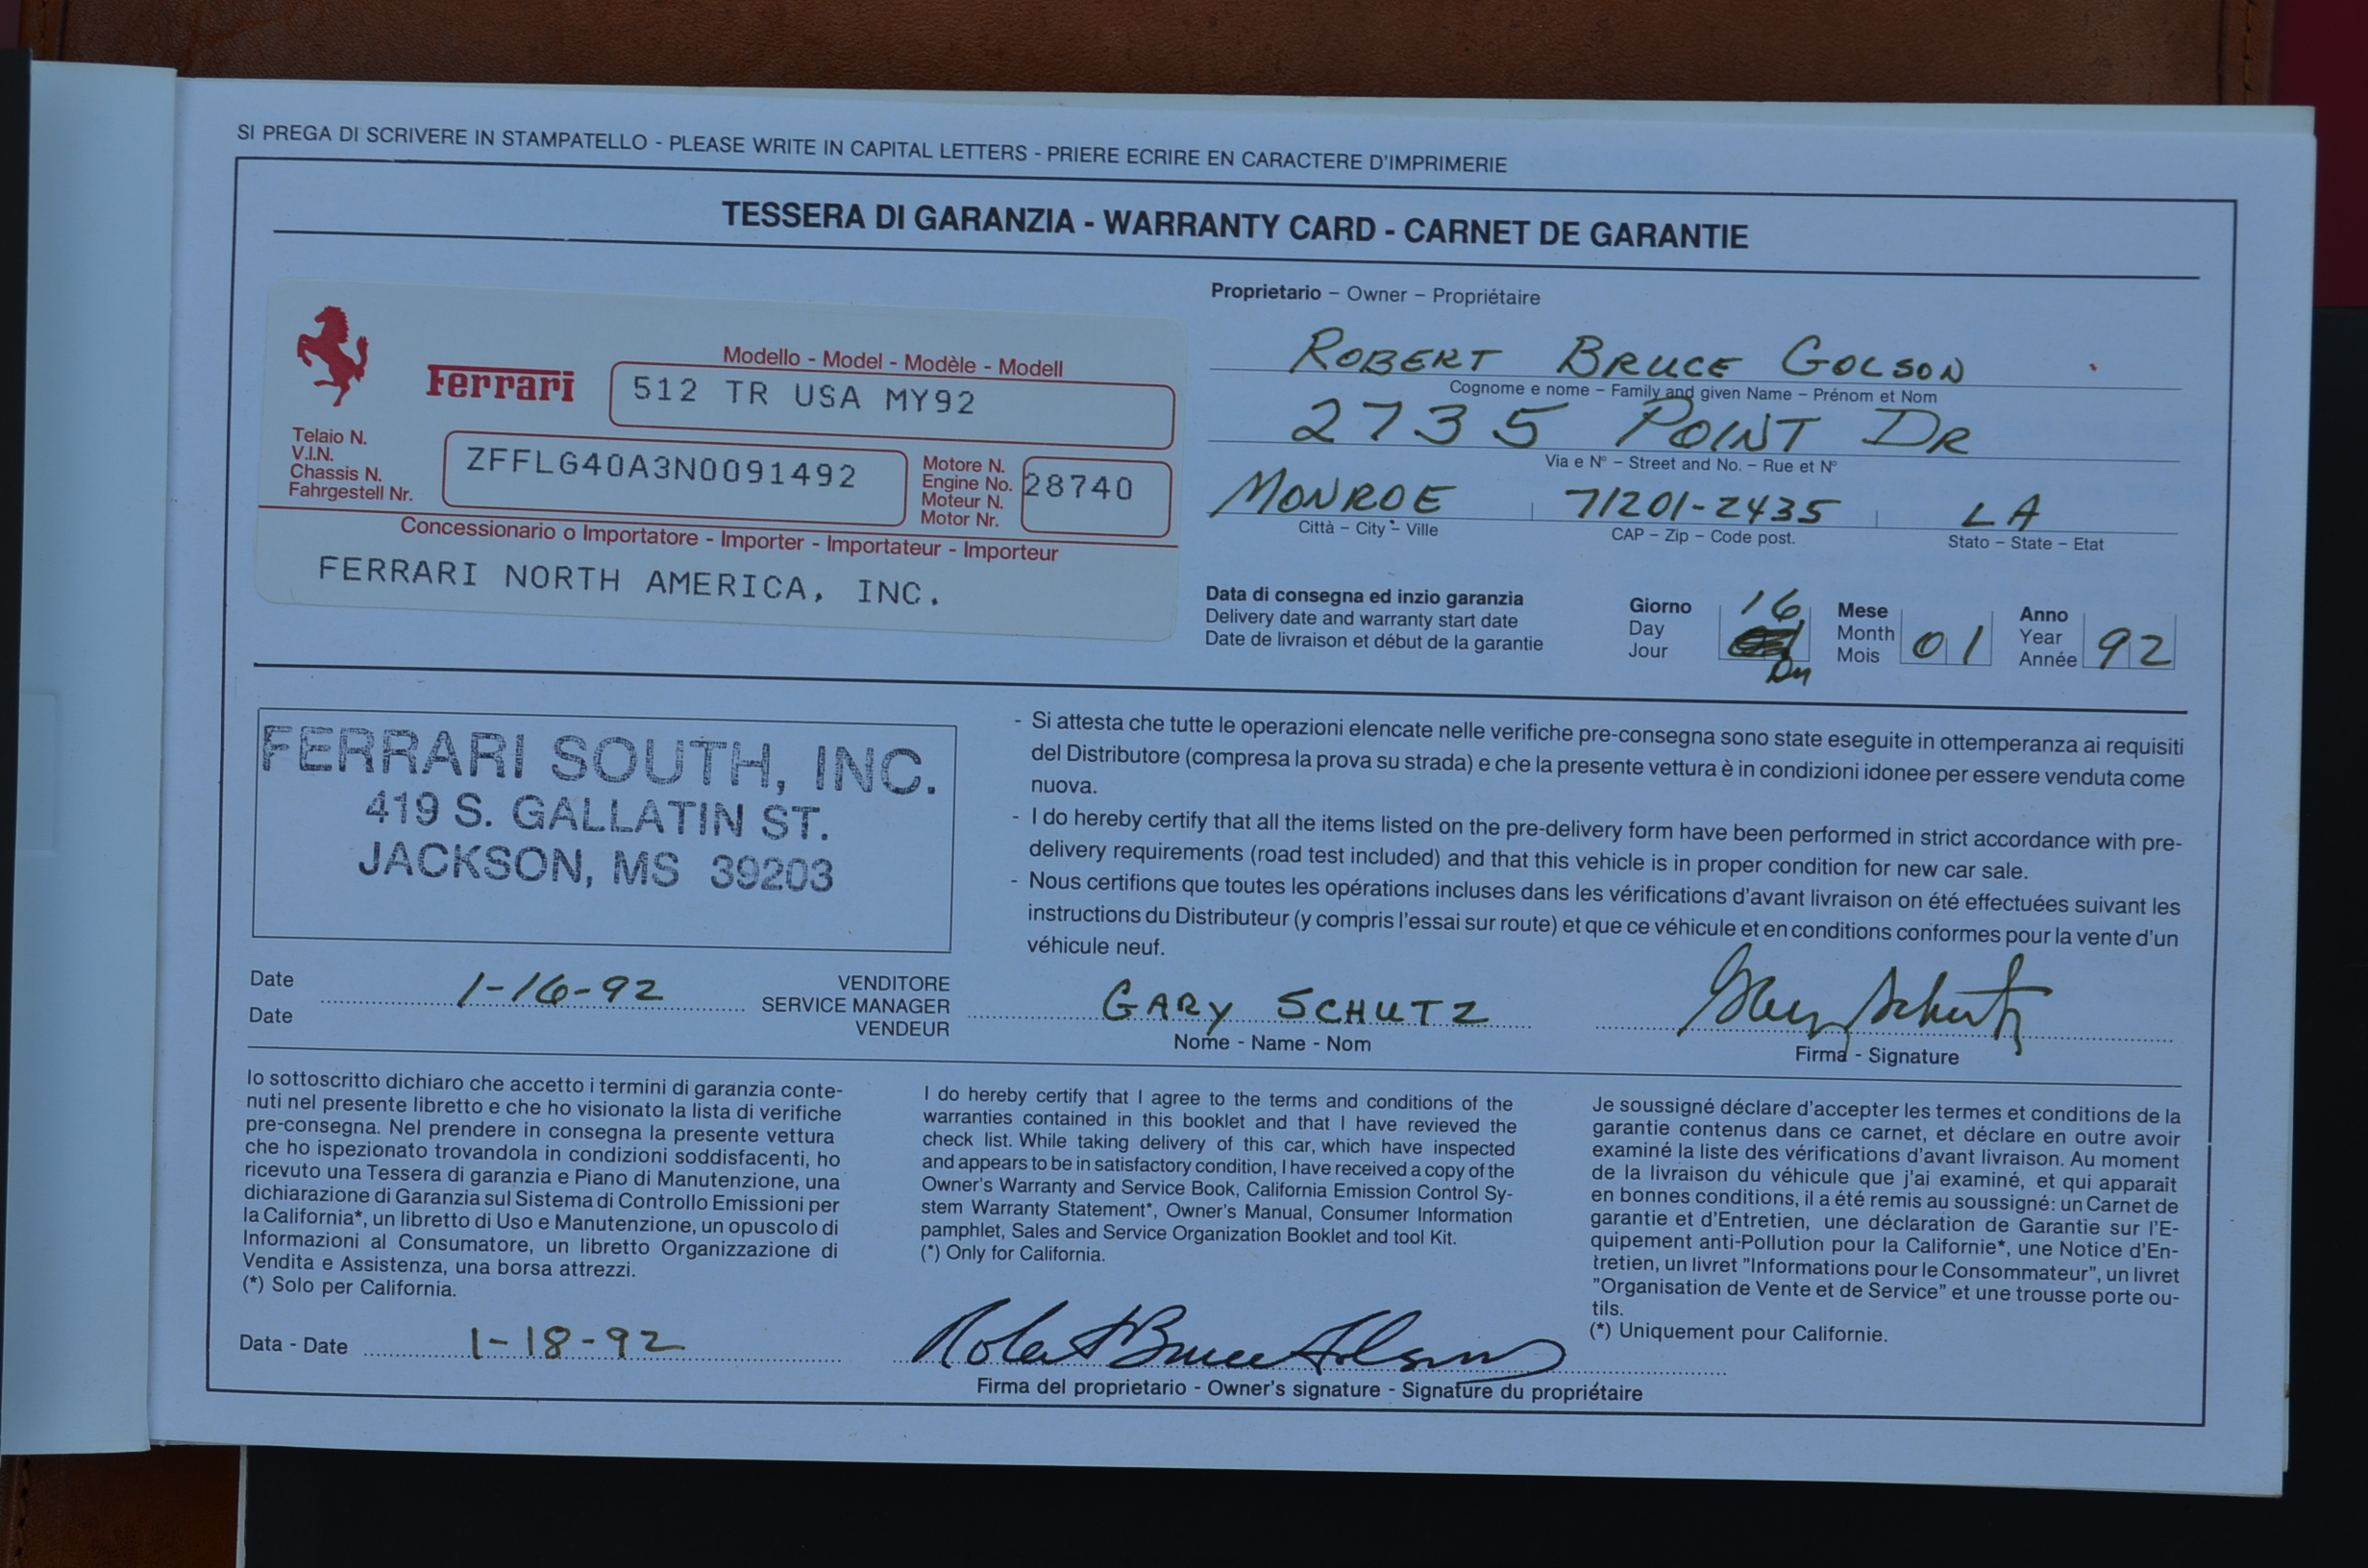 SI PREGA DI SCRIVERE IN STAMPATELLO - PLEASE WRITE IN CAPITAL LETTERS - PRIERE ECRIRE EN CARACTERE D'IMPRIMERIE
TESSERA DI GARANZIA - WARRANTY CARD - CARNET DE GARANTIE
Ferrari
Modello - Model - Modèle - Modell
512 TR USA MY92
Telaio N.
V.I.N.
Chassis N.
Fahrgestell Nr.
ZFFLG40A3N0091492
Motore N.
Engine No.
Moteur N.
Motor Nr.
28740
Concessionario o Importatore - Importer - Importateur - Importeur
FERRARI NORTH AMERICA, INC.
Proprietario – Owner – Propriétaire
ROBERT BRUCE GOLSON
Cognome e nome – Family and given Name – Prénom et Nom
2735 POINT DR
Via e N° – Street and No. – Rue et N°
MONROE 71201-2435 LA
Città – City – Ville CAP – Zip – Code post. Stato – State – Etat
Data di consegna ed inzio garanzia
Delivery date and warranty start date
Date de livraison et début de la garantie
Giorno
Day
Jour
16
Mese
Month
Mois
01
Anno
Year
Année
92
FERRARI SOUTH, INC.
419 S. GALLATIN ST.
JACKSON, MS 39203
- Si attesta che tutte le operazioni elencate nelle verifiche pre-consegna sono state eseguite in ottemperanza ai requisiti
del Distributore (compresa la prova su strada) e che la presente vettura è in condizioni idonee per essere venduta come
nuova.
- I do hereby certify that all the items listed on the pre-delivery form have been performed in strict accordance with pre-
delivery requirements (road test included) and that this vehicle is in proper condition for new car sale.
- Nous certifions que toutes les opérations incluses dans les vérifications d'avant livraison on été effectuées suivant les
instructions du Distributeur (y compris l'essai sur route) et que ce véhicule et en conditions conformes pour la vente d'un
véhicule neuf.
Date
Date
1-16-92
VENDITORE
SERVICE MANAGER
VENDEUR
GARY SCHUTZ
Nome - Name - Nom
Gary Schutz
Firma - Signature
Io sottoscritto dichiaro che accetto i termini di garanzia conte-
nuti nel presente libretto e che ho visionato la lista di verifiche
pre-consegna. Nel prendere in consegna la presente vettura
che ho ispezionato trovandola in condizioni soddisfacenti, ho
ricevuto una Tessera di garanzia e Piano di Manutenzione, una
dichiarazione di Garanzia sul Sistema di Controllo Emissioni per
la California*, un libretto di Uso e Manutenzione, un opuscolo di
Informazioni al Consumatore, un libretto Organizzazione di
Vendita e Assistenza, una borsa attrezzi.
(*) Solo per California.
I do hereby certify that I agree to the terms and conditions of the
warranties contained in this booklet and that I have revieved the
check list. While taking delivery of this car, which have inspected
and appears to be in satisfactory condition, I have received a copy of the
Owner's Warranty and Service Book, California Emission Control Sy-
stem Warranty Statement*, Owner's Manual, Consumer Information
pamphlet, Sales and Service Organization Booklet and tool Kit.
(*) Only for California.
Je soussigné déclare d'accepter les termes et conditions de la
garantie contenus dans ce carnet, et déclare en outre avoir
examiné la liste des vérifications d'avant livraison. Au moment
de la livraison du véhicule que j'ai examiné, et qui apparaît
en bonnes conditions, il a été remis au soussigné: un Carnet de
garantie et d'Entretien, une déclaration de Garantie sur l'E-
quipement anti-Pollution pour la Californie*, une Notice d'En-
tretien, un livret "Informations pour le Consommateur", un livret
"Organisation de Vente et de Service" et une trousse porte ou-
tils.
(*) Uniquement pour Californie.
Data - Date 1-18-92
Robert Bruce Golson
Firma del proprietario - Owner's signature - Signature du propriétaire